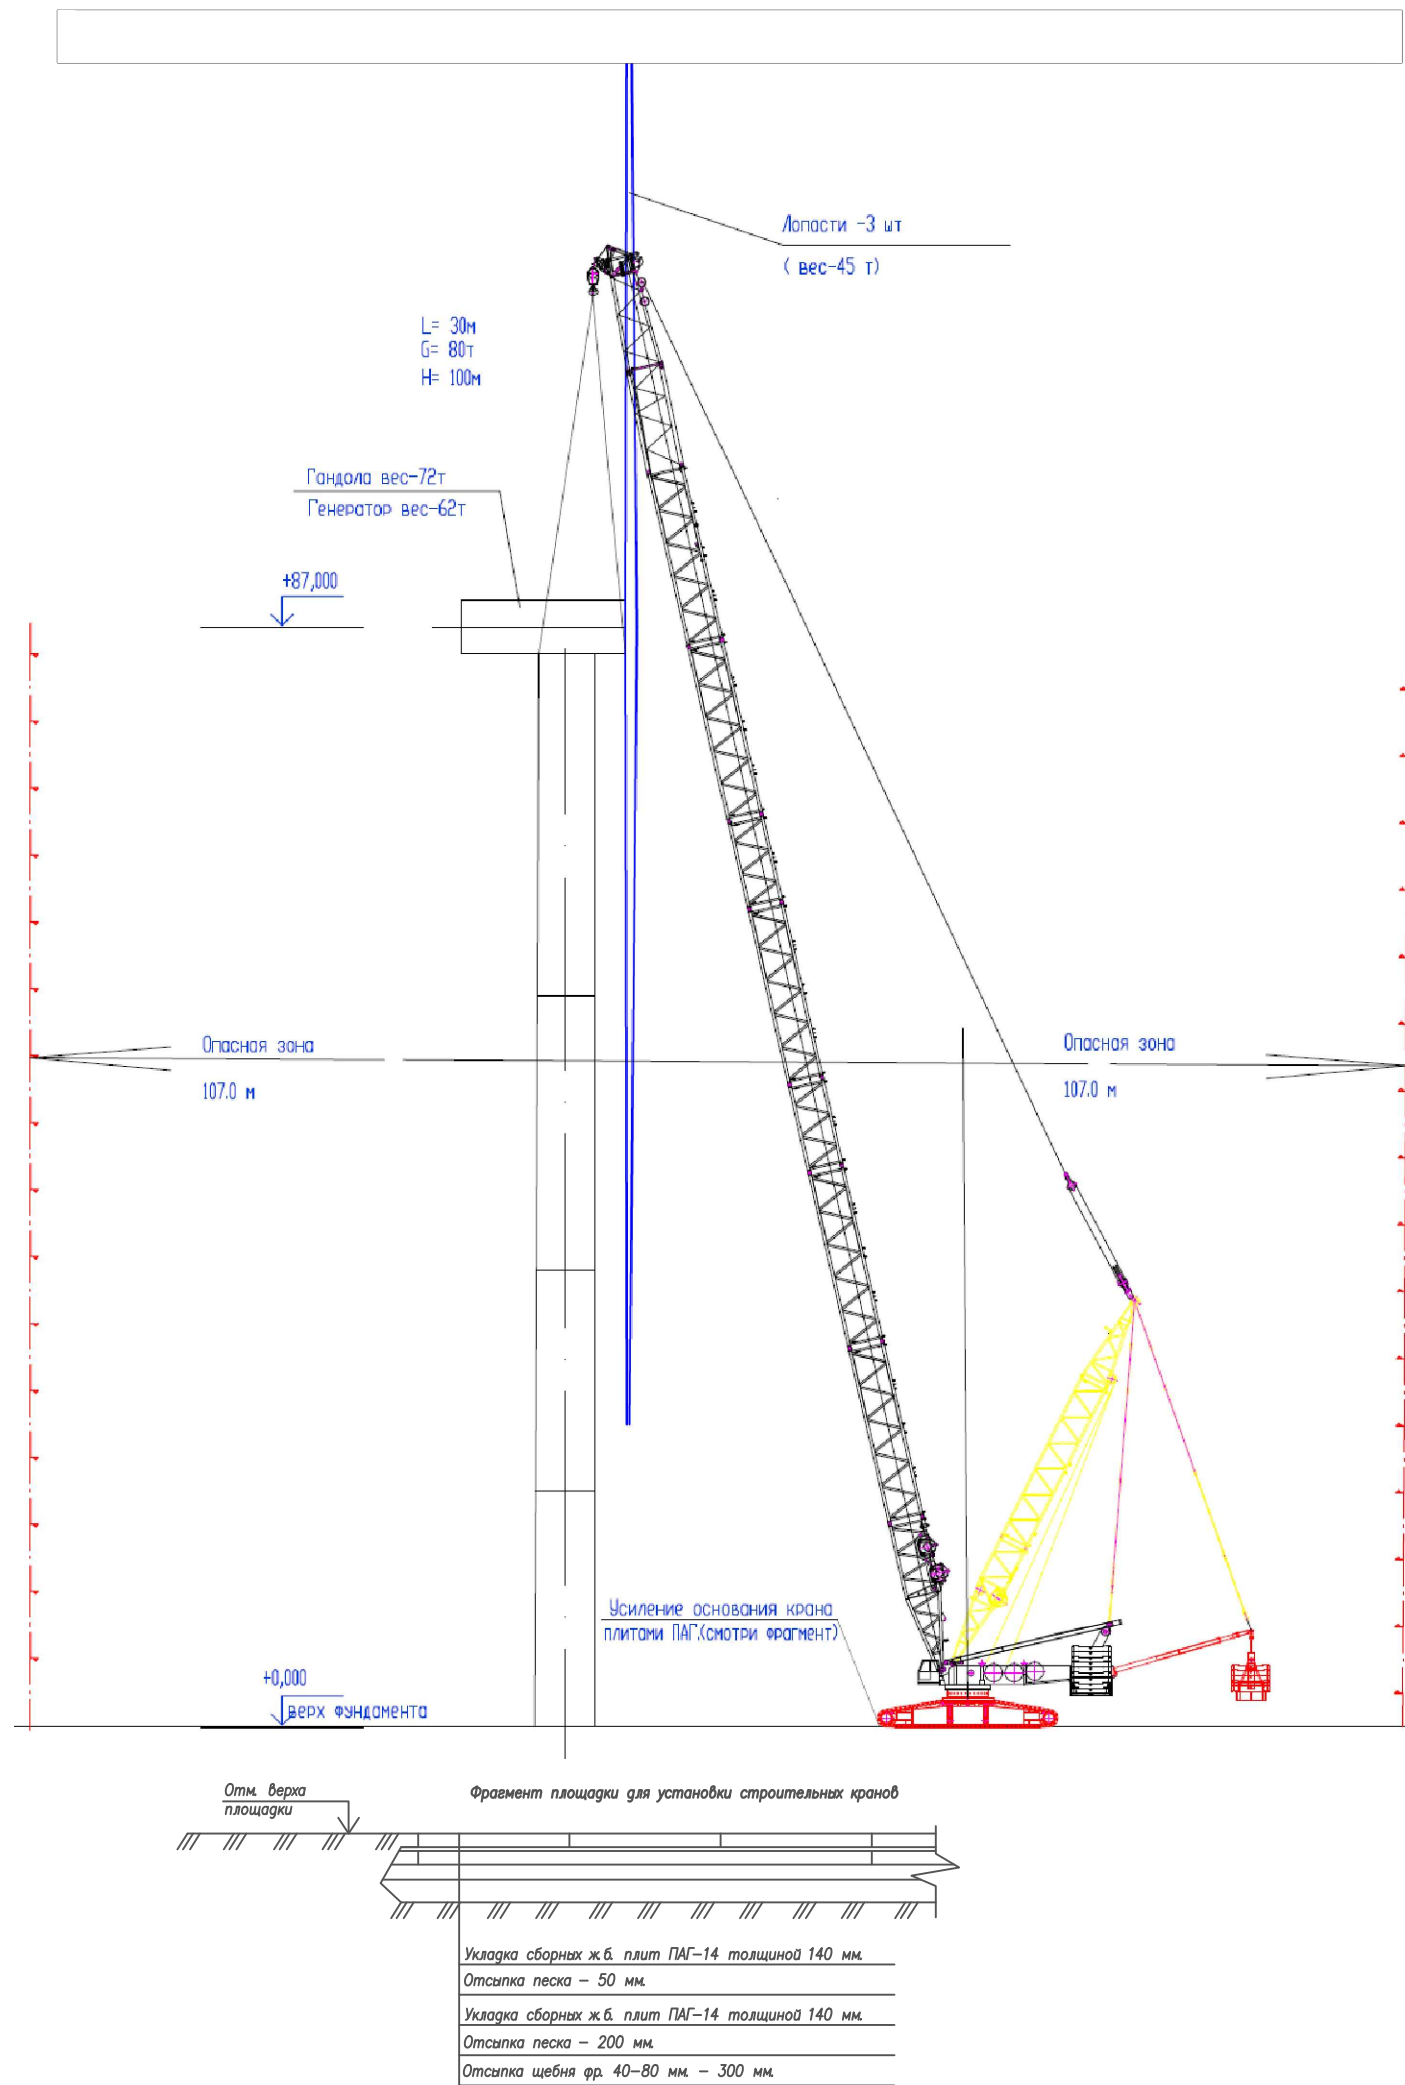 Лопасти -3 шт
( вес-45 т)
L= 30м
G= 80т
H= 100м
Гандола вес-72т
Генератор вес-62т
+87,000
Опасная зона
107.0 м
Опасная зона
107.0 м
Усиление основания крана
плитами ПАГ.(смотри фрагмент)
+0,000
верх фундамента
Отм. верха
площадки
Фрагмент площадки для установки строительных кранов
Укладка сборных ж.б. плит ПАГ-14 толщиной 140 мм.
Отсыпка песка - 50 мм.
Укладка сборных ж.б. плит ПАГ-14 толщиной 140 мм.
Отсыпка песка - 200 мм.
Отсыпка щебня фр. 40-80 мм. - 300 мм.